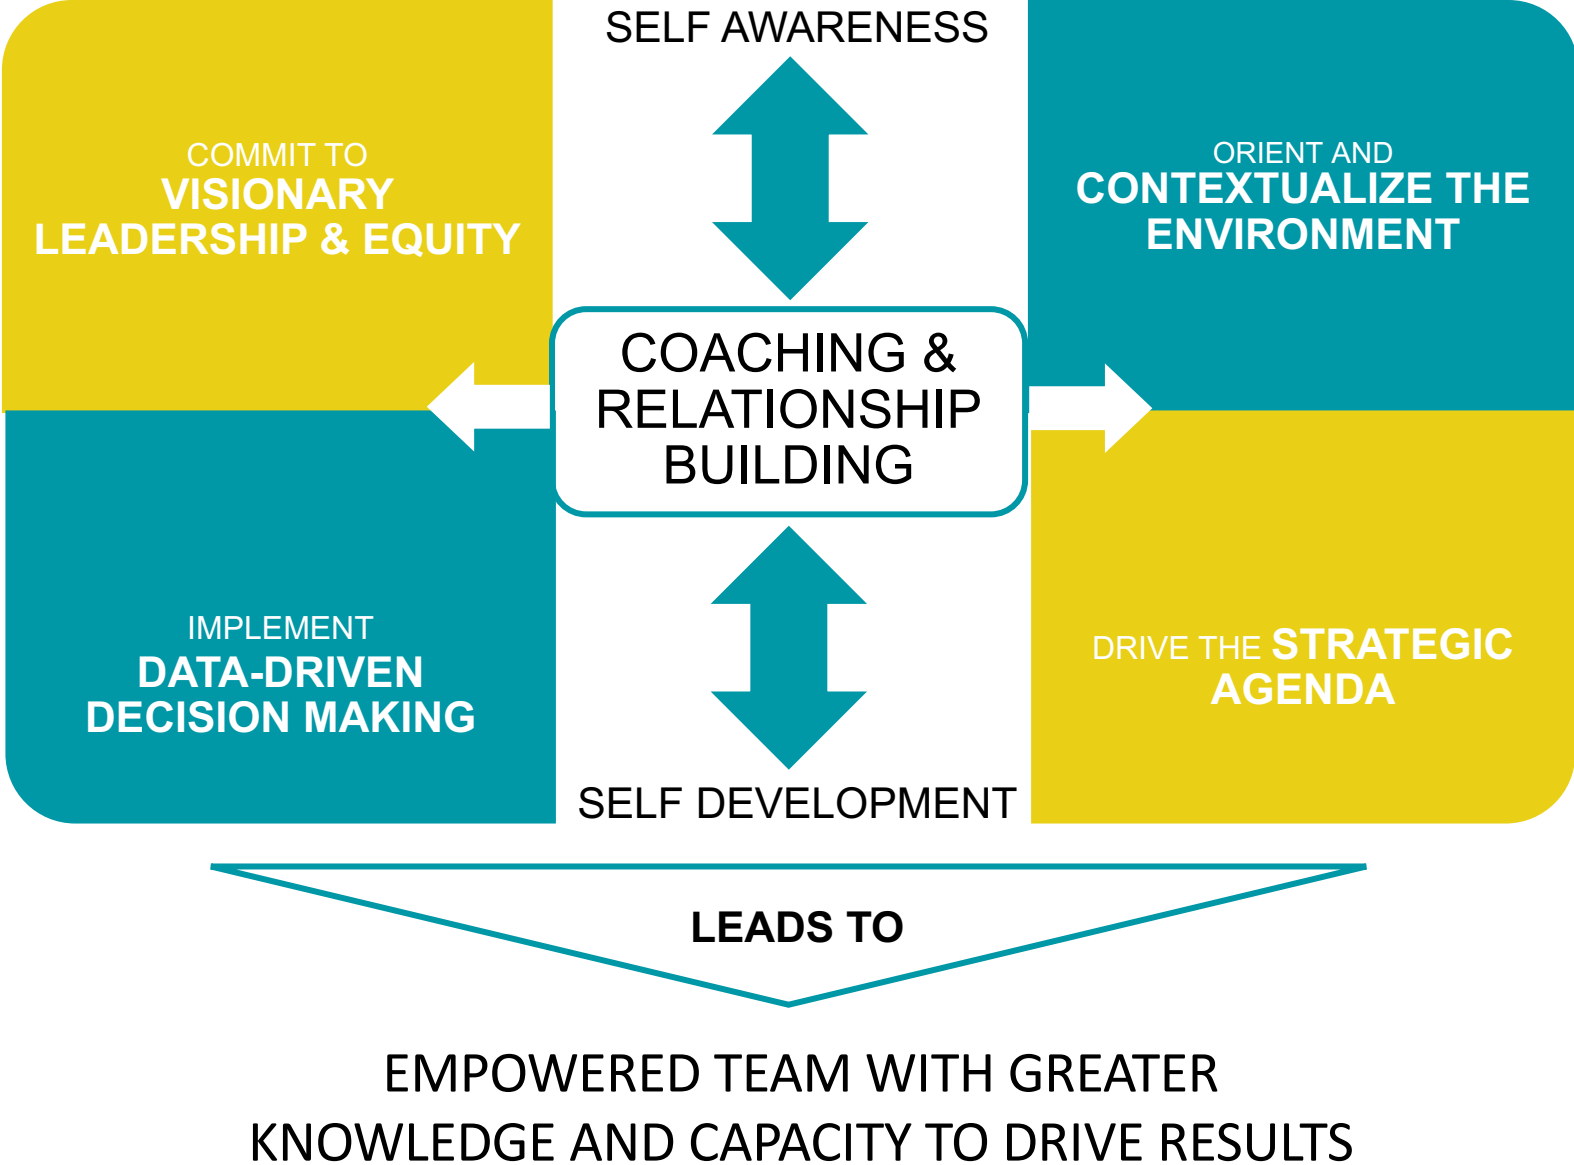 SELF AWARENESS
COMMIT TO
VISIONARY
LEADERSHIP & EQUITY
ORIENT AND
CONTEXTUALIZE THE
ENVIRONMENT
COACHING &
RELATIONSHIP
BUILDING
IMPLEMENT
DATA-DRIVEN
DECISION MAKING
DRIVE THE STRATEGIC
AGENDA
SELF DEVELOPMENT
LEADS TO
EMPOWERED TEAM WITH GREATER
KNOWLEDGE AND CAPACITY TO DRIVE RESULTS